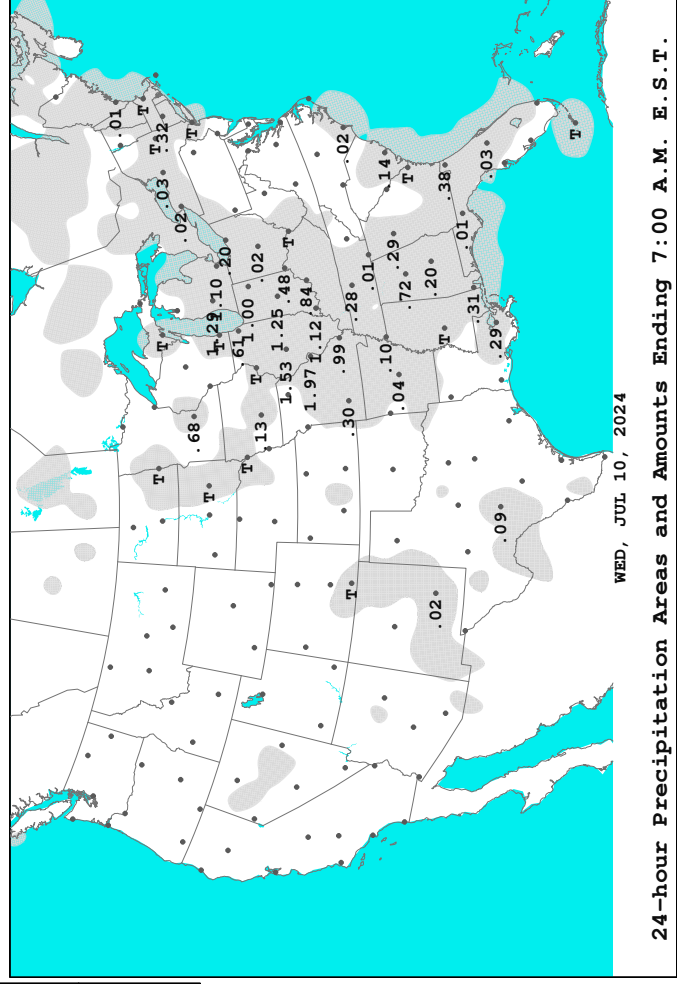 .01
T
T
.32
T
T .03
.02
T
.68
T
1.10
T 1.29
.20
.61
T 1.00
.02
.13 T
1.25
1.53 .48
T
.84
1.97 1.12
.99
.02
T .30 .28
.01
.14
.10
.29
.04
.72
T
.20
.02
T .38
.01
.31
.03
.29
.09
T
WED, JUL 10, 2024
24-hour Precipitation Areas and Amounts Ending 7:00 A.M. E.S.T.